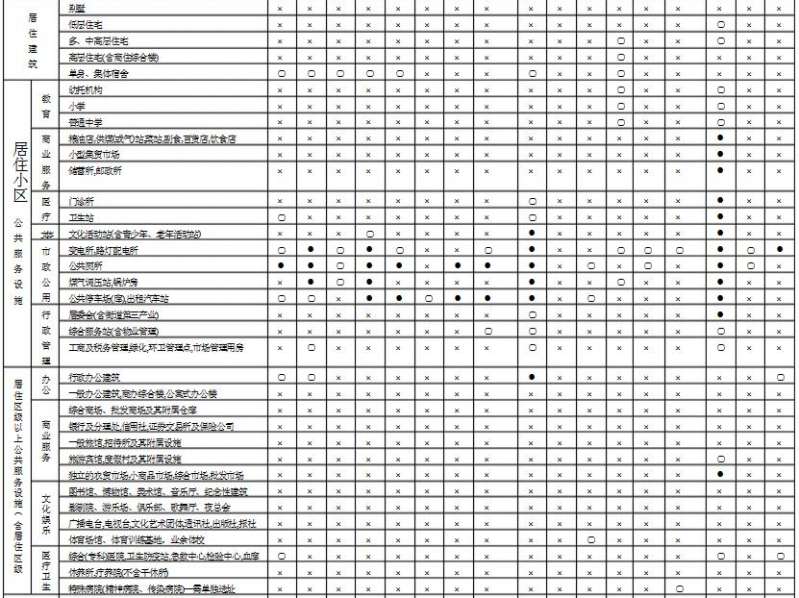 居住建筑
别墅 × × × × × × × × × × × × × × × × ×
低层住宅 × × × × × × × × × × × × × × ○ × ×
多、中高层住宅 × × × × × × × × × × × ○ × × ○ × ×
高层住宅(含商住综合楼) × × × × × × × × × × × ○ × × × × ×
单身、集体宿舍 ○ ○ ○ ○ ○ × × × ○ × × ○ × × × × ×
居住小区
公共服务设施
教育
幼托机构 × × × × × × × × × × × ○ × × ○ × ×
小学 × × × × × × × × × × × ○ × × ○ × ×
普通中学 × × × × × × × × × × × ○ × × ○ × ×
商业服务
粮油店,供煤(或气)站,菜站,副食,百货店,饮食店 × × × × × × × × × × × × × × ● × ×
小型集贸市场 × × × × × × × × × × × × × × ● × ×
储蓄所,邮政所 × × × × × × × × × × × × × × ● × ×
医疗
门诊所 × × × × × × × × ○ × × × × × ● × ×
卫生站 ○ × × × × × × × ○ × × × × × ● × ×
文化活动站(含青少年、老年活动站) × × × ○ × × × × ● × × × × × ● × ×
市政公用
变电所,路灯配电所 ○ ● ○ ● ○ × × ○ ● × × ○ ○ ○ ● ○ ●
公共厕所 ● ● ○ ● ● × ● ● ● × ○ × ○ × ● ○ ×
煤气调压站,锅炉房 × ● ○ ● × × × × ● × × ○ × × ● × ×
公共停车场(库),出租汽车站 ○ ○ × ● ● ○ ● ● ● × ○ × × × ● × ×
行政管理
居委会(含街道第三产业) × × × × × × × × ○ × × × × × ● × ×
综合服务站(含物业管理) × × × × × × × ○ ○ × × × × × ○ × ×
工商及税务管理,绿化,环卫管理点,市场管理用房 × ○ × × × × × × ○ × × × × × ○ × ×
居住区级以上公共服务设施(含居住区级
办公
行政办公建筑 ○ ○ × × × × × × ● × × × × × × × ○
一般办公建筑,商办综合楼,公寓式办公楼 × × × × × × × × × × × × × × × × ×
商业服务
综合商场、批发商场及其附属仓库 × × × × × × × × × × × × × × × × ×
银行及分理处,信用社,证券交易所及保险公司 × × × × × × × × × × × × × × × × ×
一般旅馆,招待所及其附属设施 × × × × × × × × × × × × × × × × ×
旅游宾馆,度假村及其附属设施 × × × × × × × × × × × × × × ○ × ×
独立的农贸市场,小商品市场,综合市场,批发市场 × × × × × × × × × × × × × × ● × ×
文化娱乐
图书馆、博物馆、美术馆、音乐厅、纪念性建筑 × × × × × × × × × × × × × × × × ×
影剧院、游乐场、俱乐部、歌舞厅、夜总会 × × × × × × × × × × × × × × × × ×
广播电台,电视台,文化艺术团体,通讯社,出版社,报社 × × × × × × × × × × × × × × × × ×
体育场馆、体育训练基地、业余体校 × × × × × × × × × × ○ × × × × × ×
医疗卫生
综合(专科)医院,卫生防疫站,急救中心,检验中心,血库 ○ × × × × × × × × × × × × × ○ × ○
休养所,疗养院(不含干休所) × × × × × × × × × × × × × × × × ×
特殊病院(精神病院、传染病院)—需单独选址 × × × × × × × × × × × × × ○ × × ×